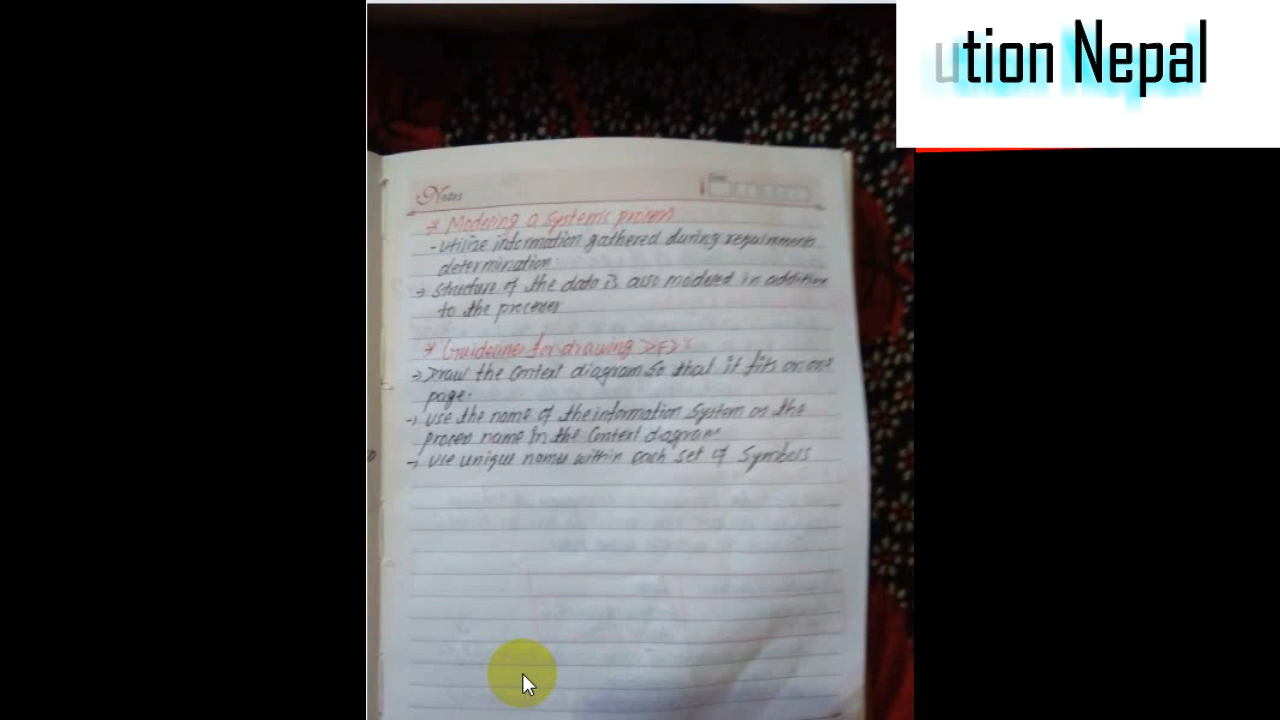 ution Nepal
Notes
Date:
* Modeling a system's process
- utilize information gathered during requirments
determination.
→ structure of the data is also modeled in addition
to the processes
* Guidelines for drawing DFD's
→ Draw the context diagram so that it fits on one
page.
→ use the name of the information system as the
process name in the context diagram
→ use unique names within each set of symbols